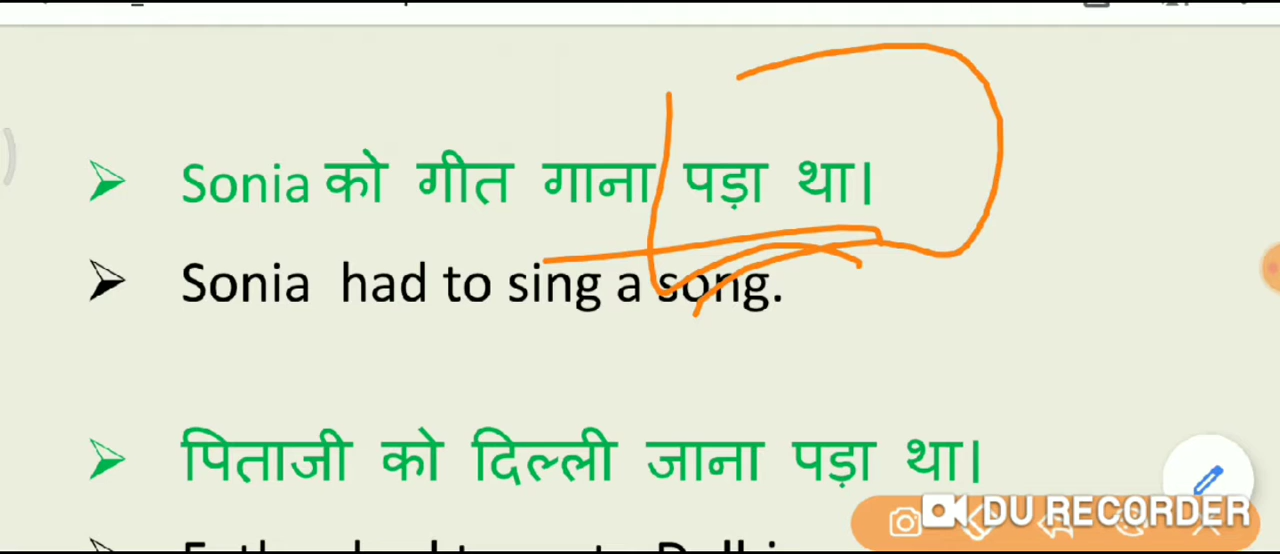 Sonia को गीत गाना पड़ा था।
Sonia had to sing a song.
पिताजी को दिल्ली जाना पड़ा था।
DU RECORDER